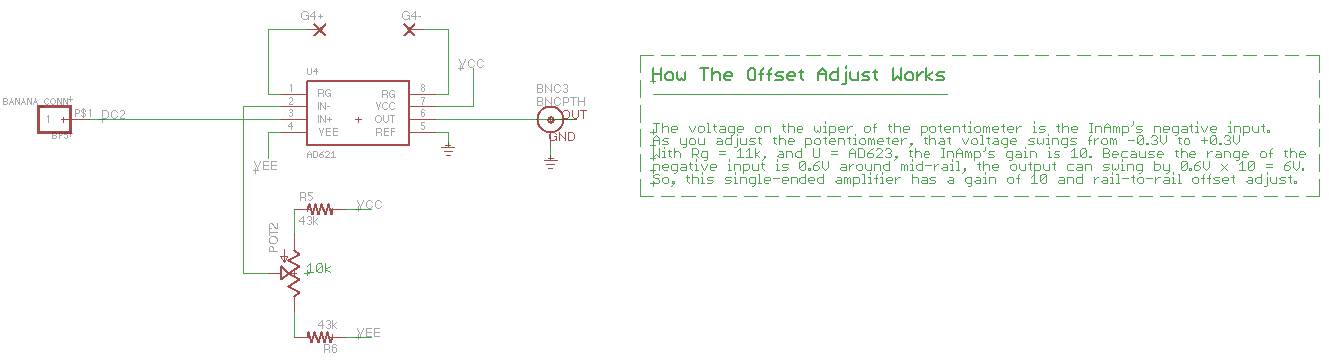 G4+ G4-
U4
VCC
1 RG RG 8
2 IN- VCC 7
3 IN+ OUT 6
4 VEE REF 5
AD621
BANANA_CONN
1
P$1
DC2
VEE
BNC3
BNCPTH
OUT
GND
R5
43k
VCC
POT2
10k
43k
R6
VEE
How The Offset Adjust Works
The voltage on the wiper of the potentiometer is the InAmp's negative input.
As you adjust the potentiometer, that voltage swings from -0.3V to +0.3V
With Rg = 11k, and U = AD623, the InAmp's gain is 10. Because the range of the
negative input is 0.6V around mid-rail, the output can swing by 0.6V x 10 = 6V.
So, this single-ended amplifier has a gain of 10 and rail-to-rail offset adjust.